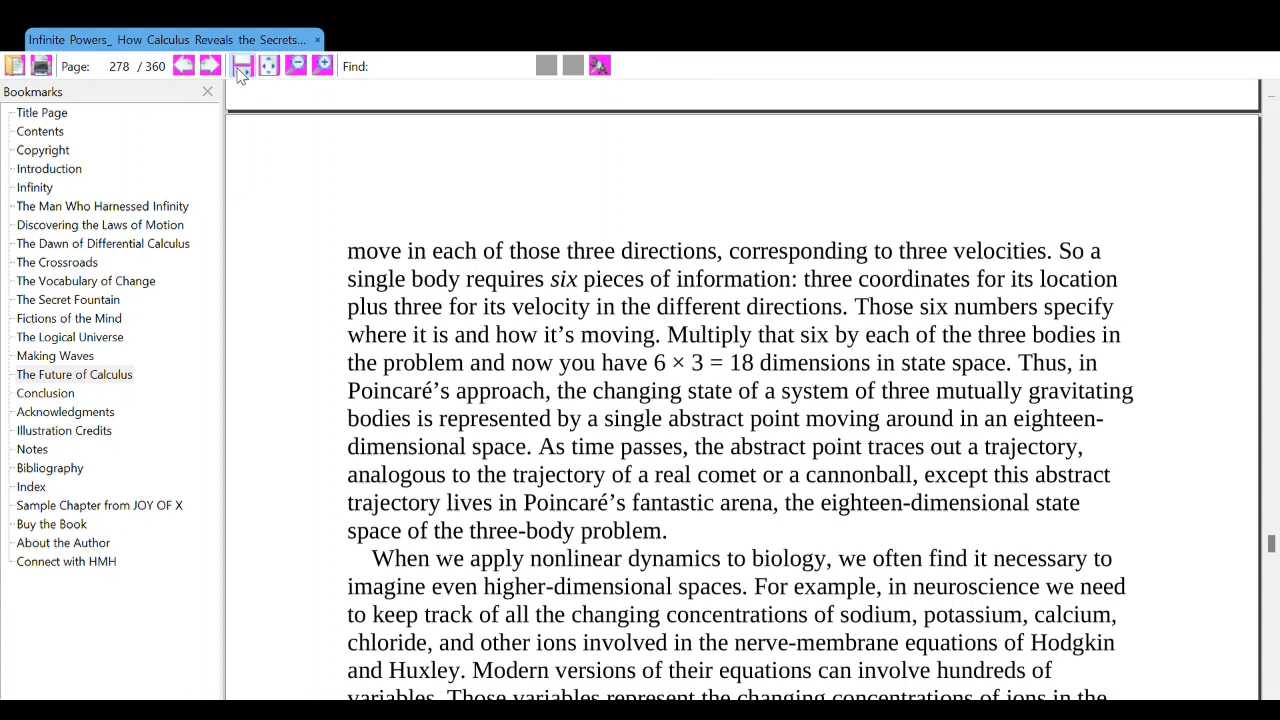 Infinite Powers_ How Calculus Reveals the Secrets... ×
Page: 278 / 360 Find:
Bookmarks
Title Page
Contents
Copyright
Introduction
Infinity
The Man Who Harnessed Infinity
Discovering the Laws of Motion
The Dawn of Differential Calculus
The Crossroads
The Vocabulary of Change
The Secret Fountain
Fictions of the Mind
The Logical Universe
Making Waves
The Future of Calculus
Conclusion
Acknowledgments
Illustration Credits
Notes
Bibliography
Index
Sample Chapter from JOY OF X
Buy the Book
About the Author
Connect with HMH
move in each of those three directions, corresponding to three velocities. So a
single body requires six pieces of information: three coordinates for its location
plus three for its velocity in the different directions. Those six numbers specify
where it is and how it’s moving. Multiply that six by each of the three bodies in
the problem and now you have 6 × 3 = 18 dimensions in state space. Thus, in
Poincaré’s approach, the changing state of a system of three mutually gravitating
bodies is represented by a single abstract point moving around in an eighteen-
dimensional space. As time passes, the abstract point traces out a trajectory,
analogous to the trajectory of a real comet or a cannonball, except this abstract
trajectory lives in Poincaré’s fantastic arena, the eighteen-dimensional state
space of the three-body problem.
When we apply nonlinear dynamics to biology, we often find it necessary to
imagine even higher-dimensional spaces. For example, in neuroscience we need
to keep track of all the changing concentrations of sodium, potassium, calcium,
chloride, and other ions involved in the nerve-membrane equations of Hodgkin
and Huxley. Modern versions of their equations can involve hundreds of
variables. Those variables represent the changing concentrations of ions in the